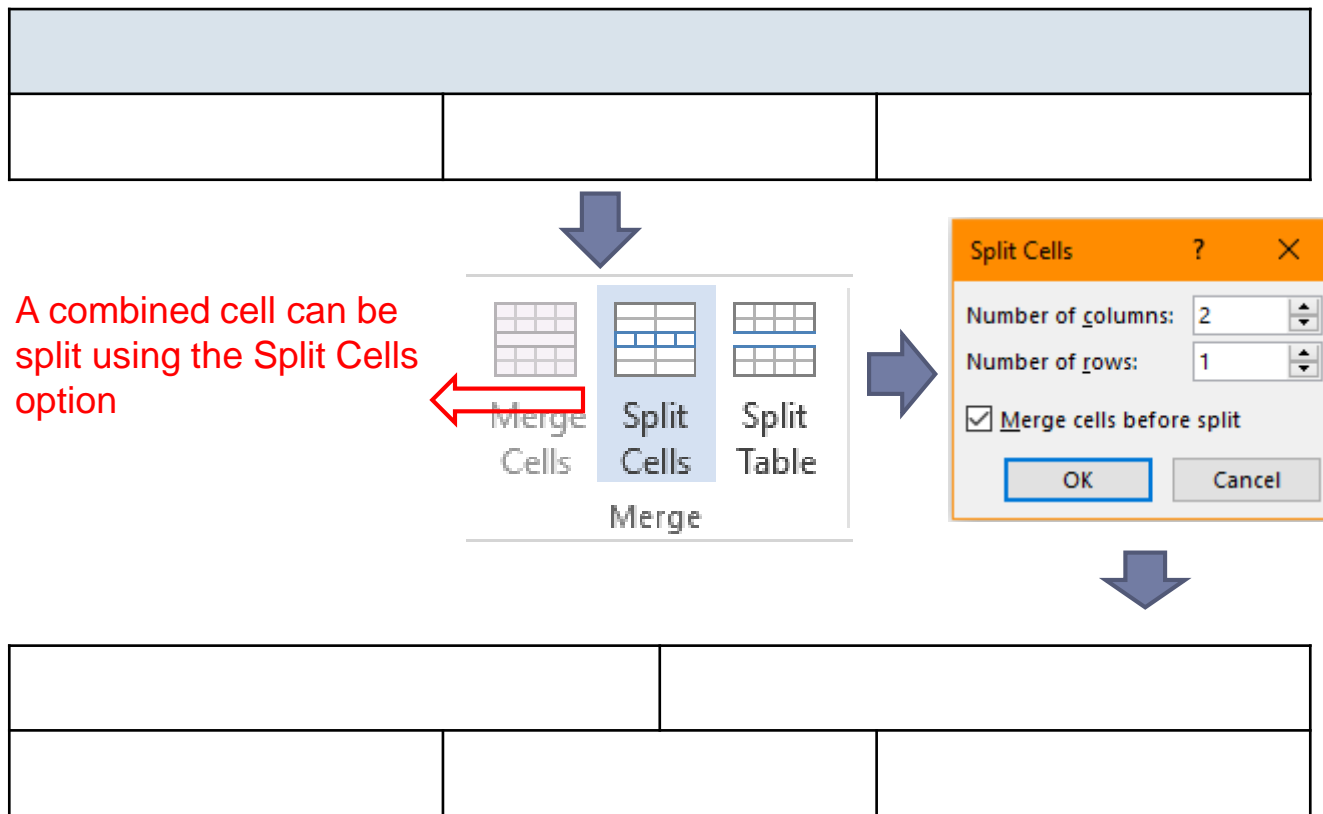 A combined cell can be
split using the Split Cells
option
Merge
Cells
Split
Cells
Split
Table
Merge
Split Cells ?
Number of columns: 2
Number of rows: 1
Merge cells before split
OK Cancel